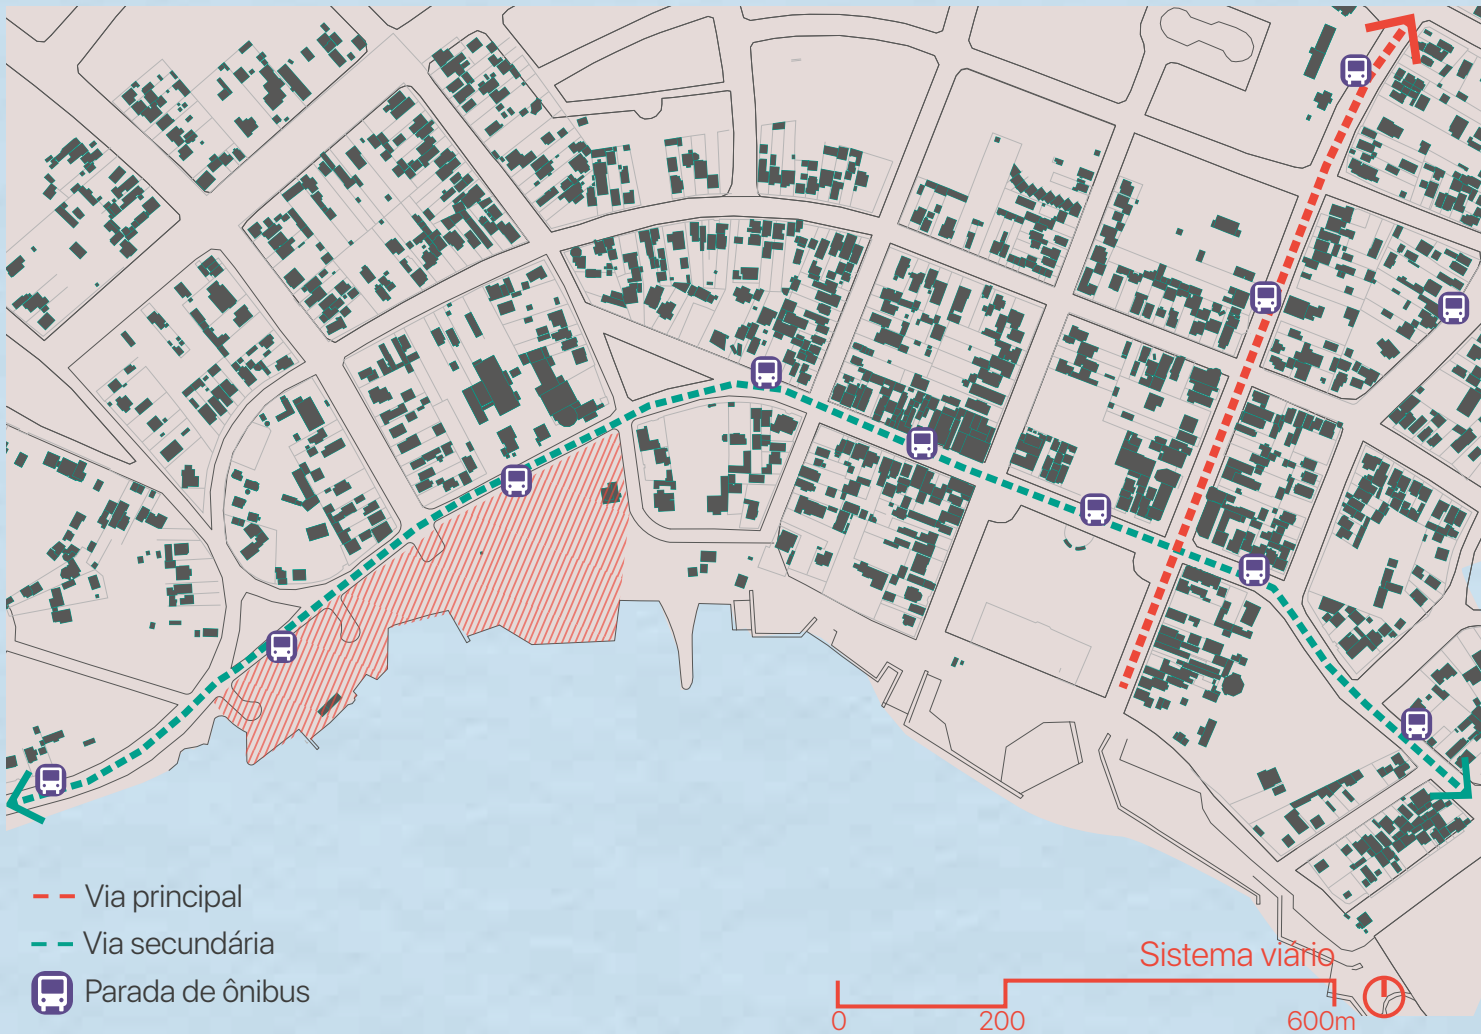 Via principal
Via secundária
Parada de ônibus
Sistema viário
0 200 600m